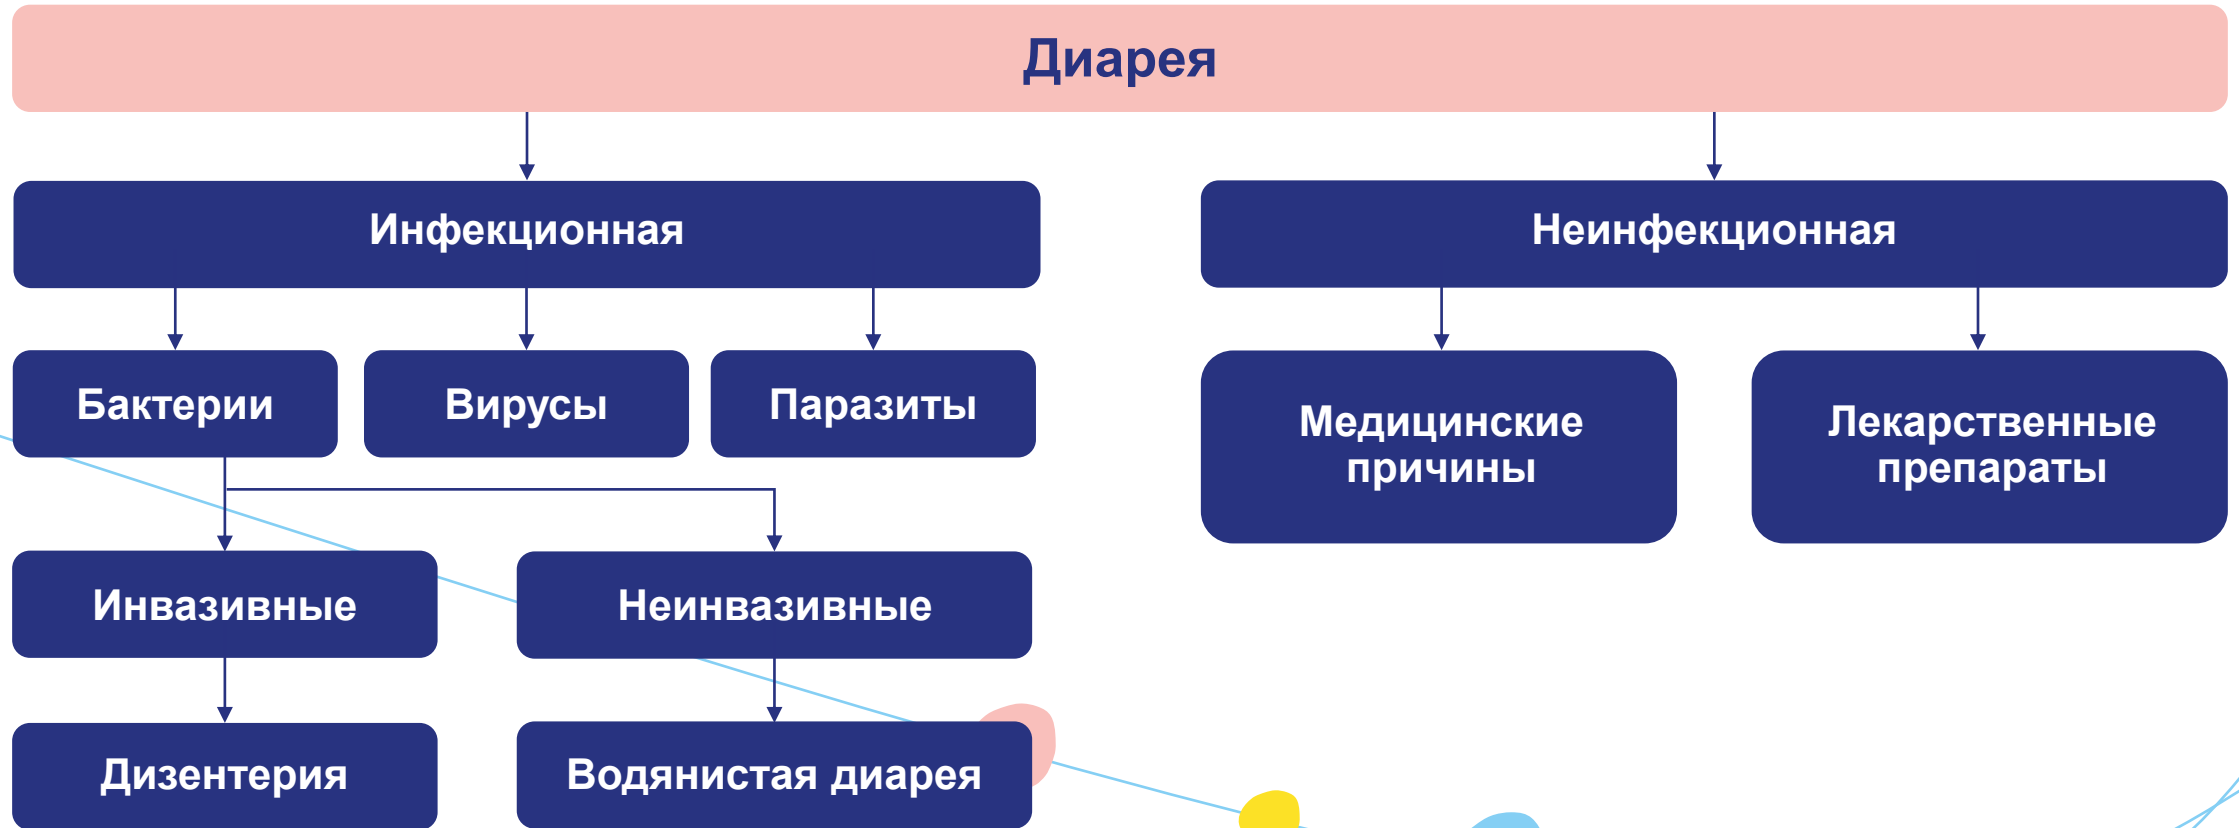 Диарея
Инфекционная
Неинфекционная
Бактерии
Вирусы
Паразиты
Медицинские
причины
Лекарственные
препараты
Инвазивные
Неинвазивные
Дизентерия
Водянистая диарея